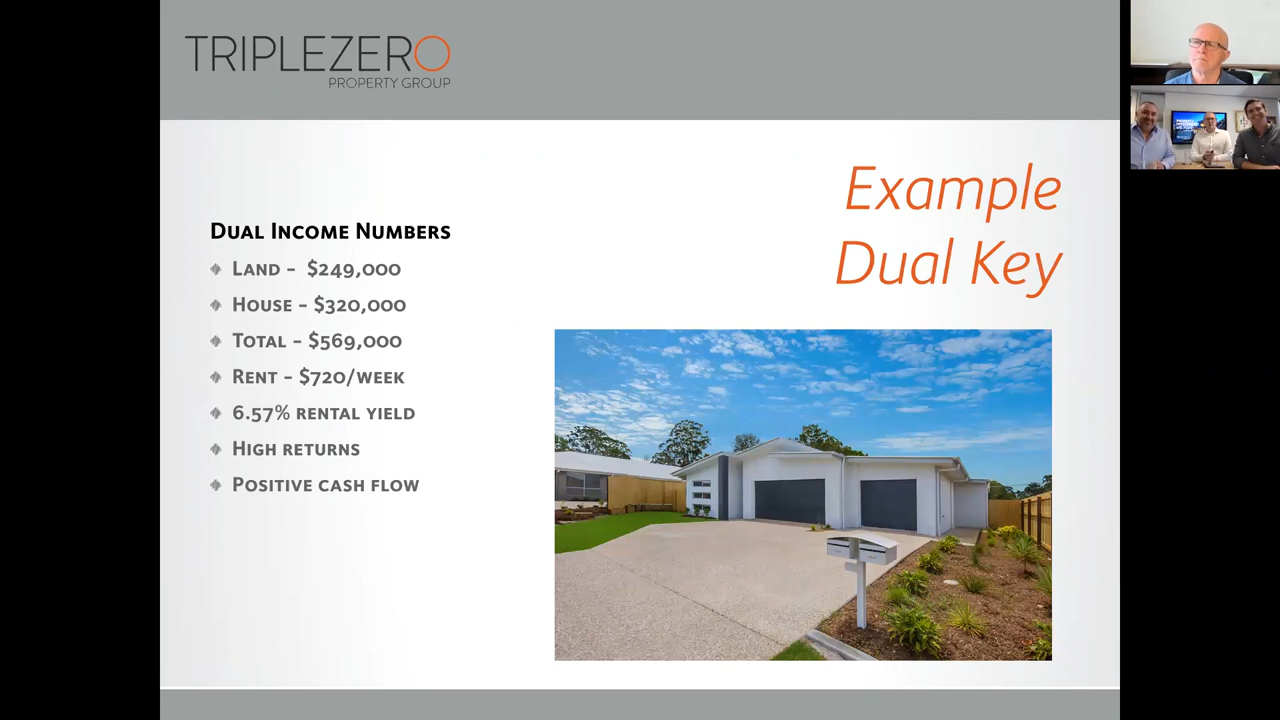 TRIPLEZERO
PROPERTY GROUP
Example
Dual Key
Dual Income Numbers
Land – $249,000
House – $320,000
Total – $569,000
Rent – $720/week
6.57% rental yield
High returns
Positive cash flow